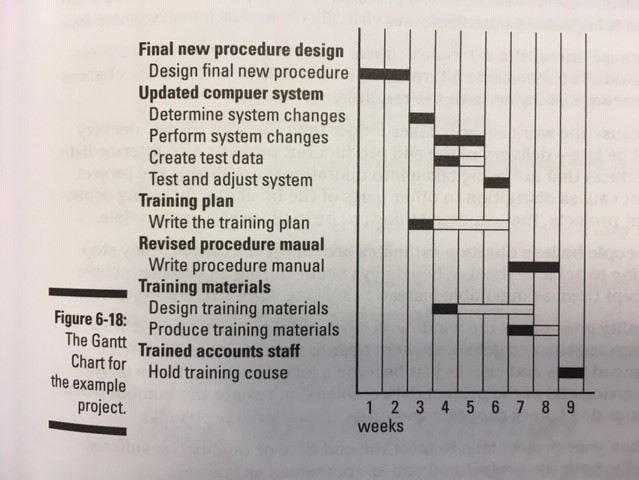 Final new procedure design
Design final new procedure
Updated compuer system
Determine system changes
Perform system changes
Create test data
Test and adjust system
Training plan
Write the training plan
Revised procedure maual
Write procedure manual
Training materials
Design training materials
Produce training materials
Trained accounts staff
Hold training couse
1 2 3 4 5 6 7 8 9
weeks
Figure 6-18:
The Gantt
Chart for
the example
project.